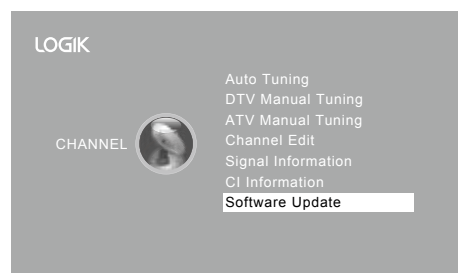 LOGIK
CHANNEL
Auto Tuning
DTV Manual Tuning
ATV Manual Tuning
Channel Edit
Signal Information
CI Information
Software Update